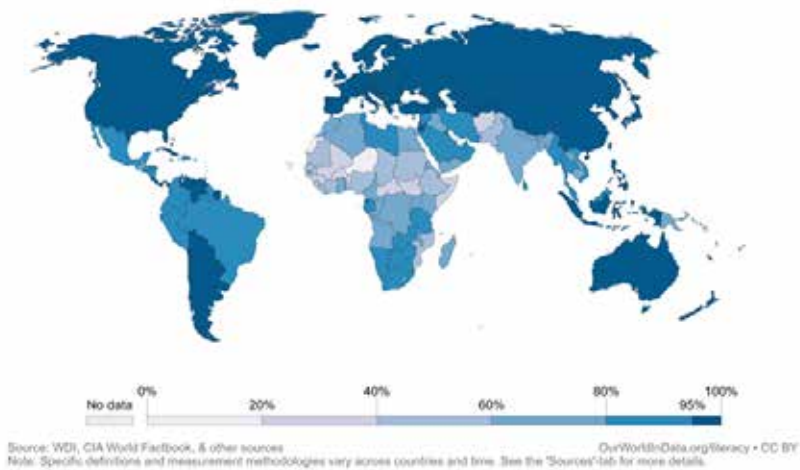 0% 40% 80% 100%
No data 20% 60% 95%
Source: WDI, CIA World Factbook, & other sources OurWorldInData.org/literacy • CC BY
Note: Specific definitions and measurement methodologies vary across countries and time. See the 'Sources'-tab for more details.